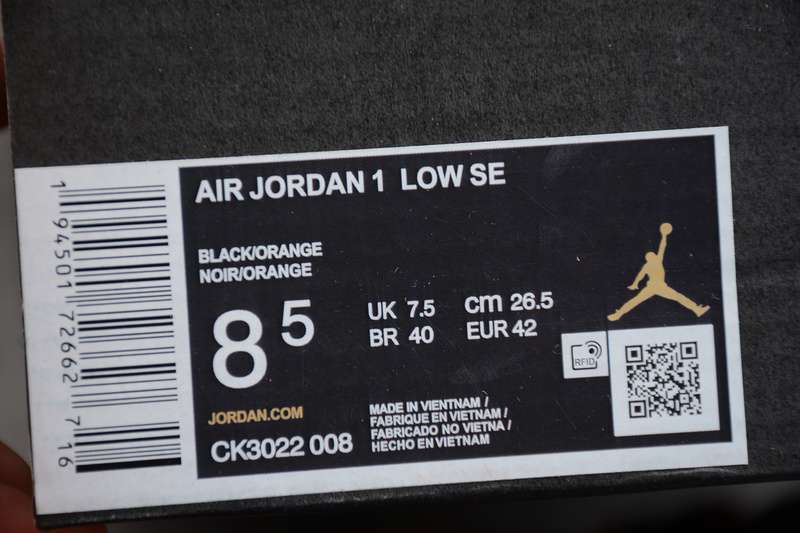 AIR JORDAN 1 LOW SE
BLACK/ORANGE
NOIR/ORANGE
8 5
UK 7.5 cm 26.5
BR 40 EUR 42
RFID
JORDAN.COM
CK3022 008
MADE IN VIENTNAM /
FABRIQUE EN VIETNAM /
FABRICADO NO VIETNA /
HECHO EN VIETNAM
1 94501 72662 7 16